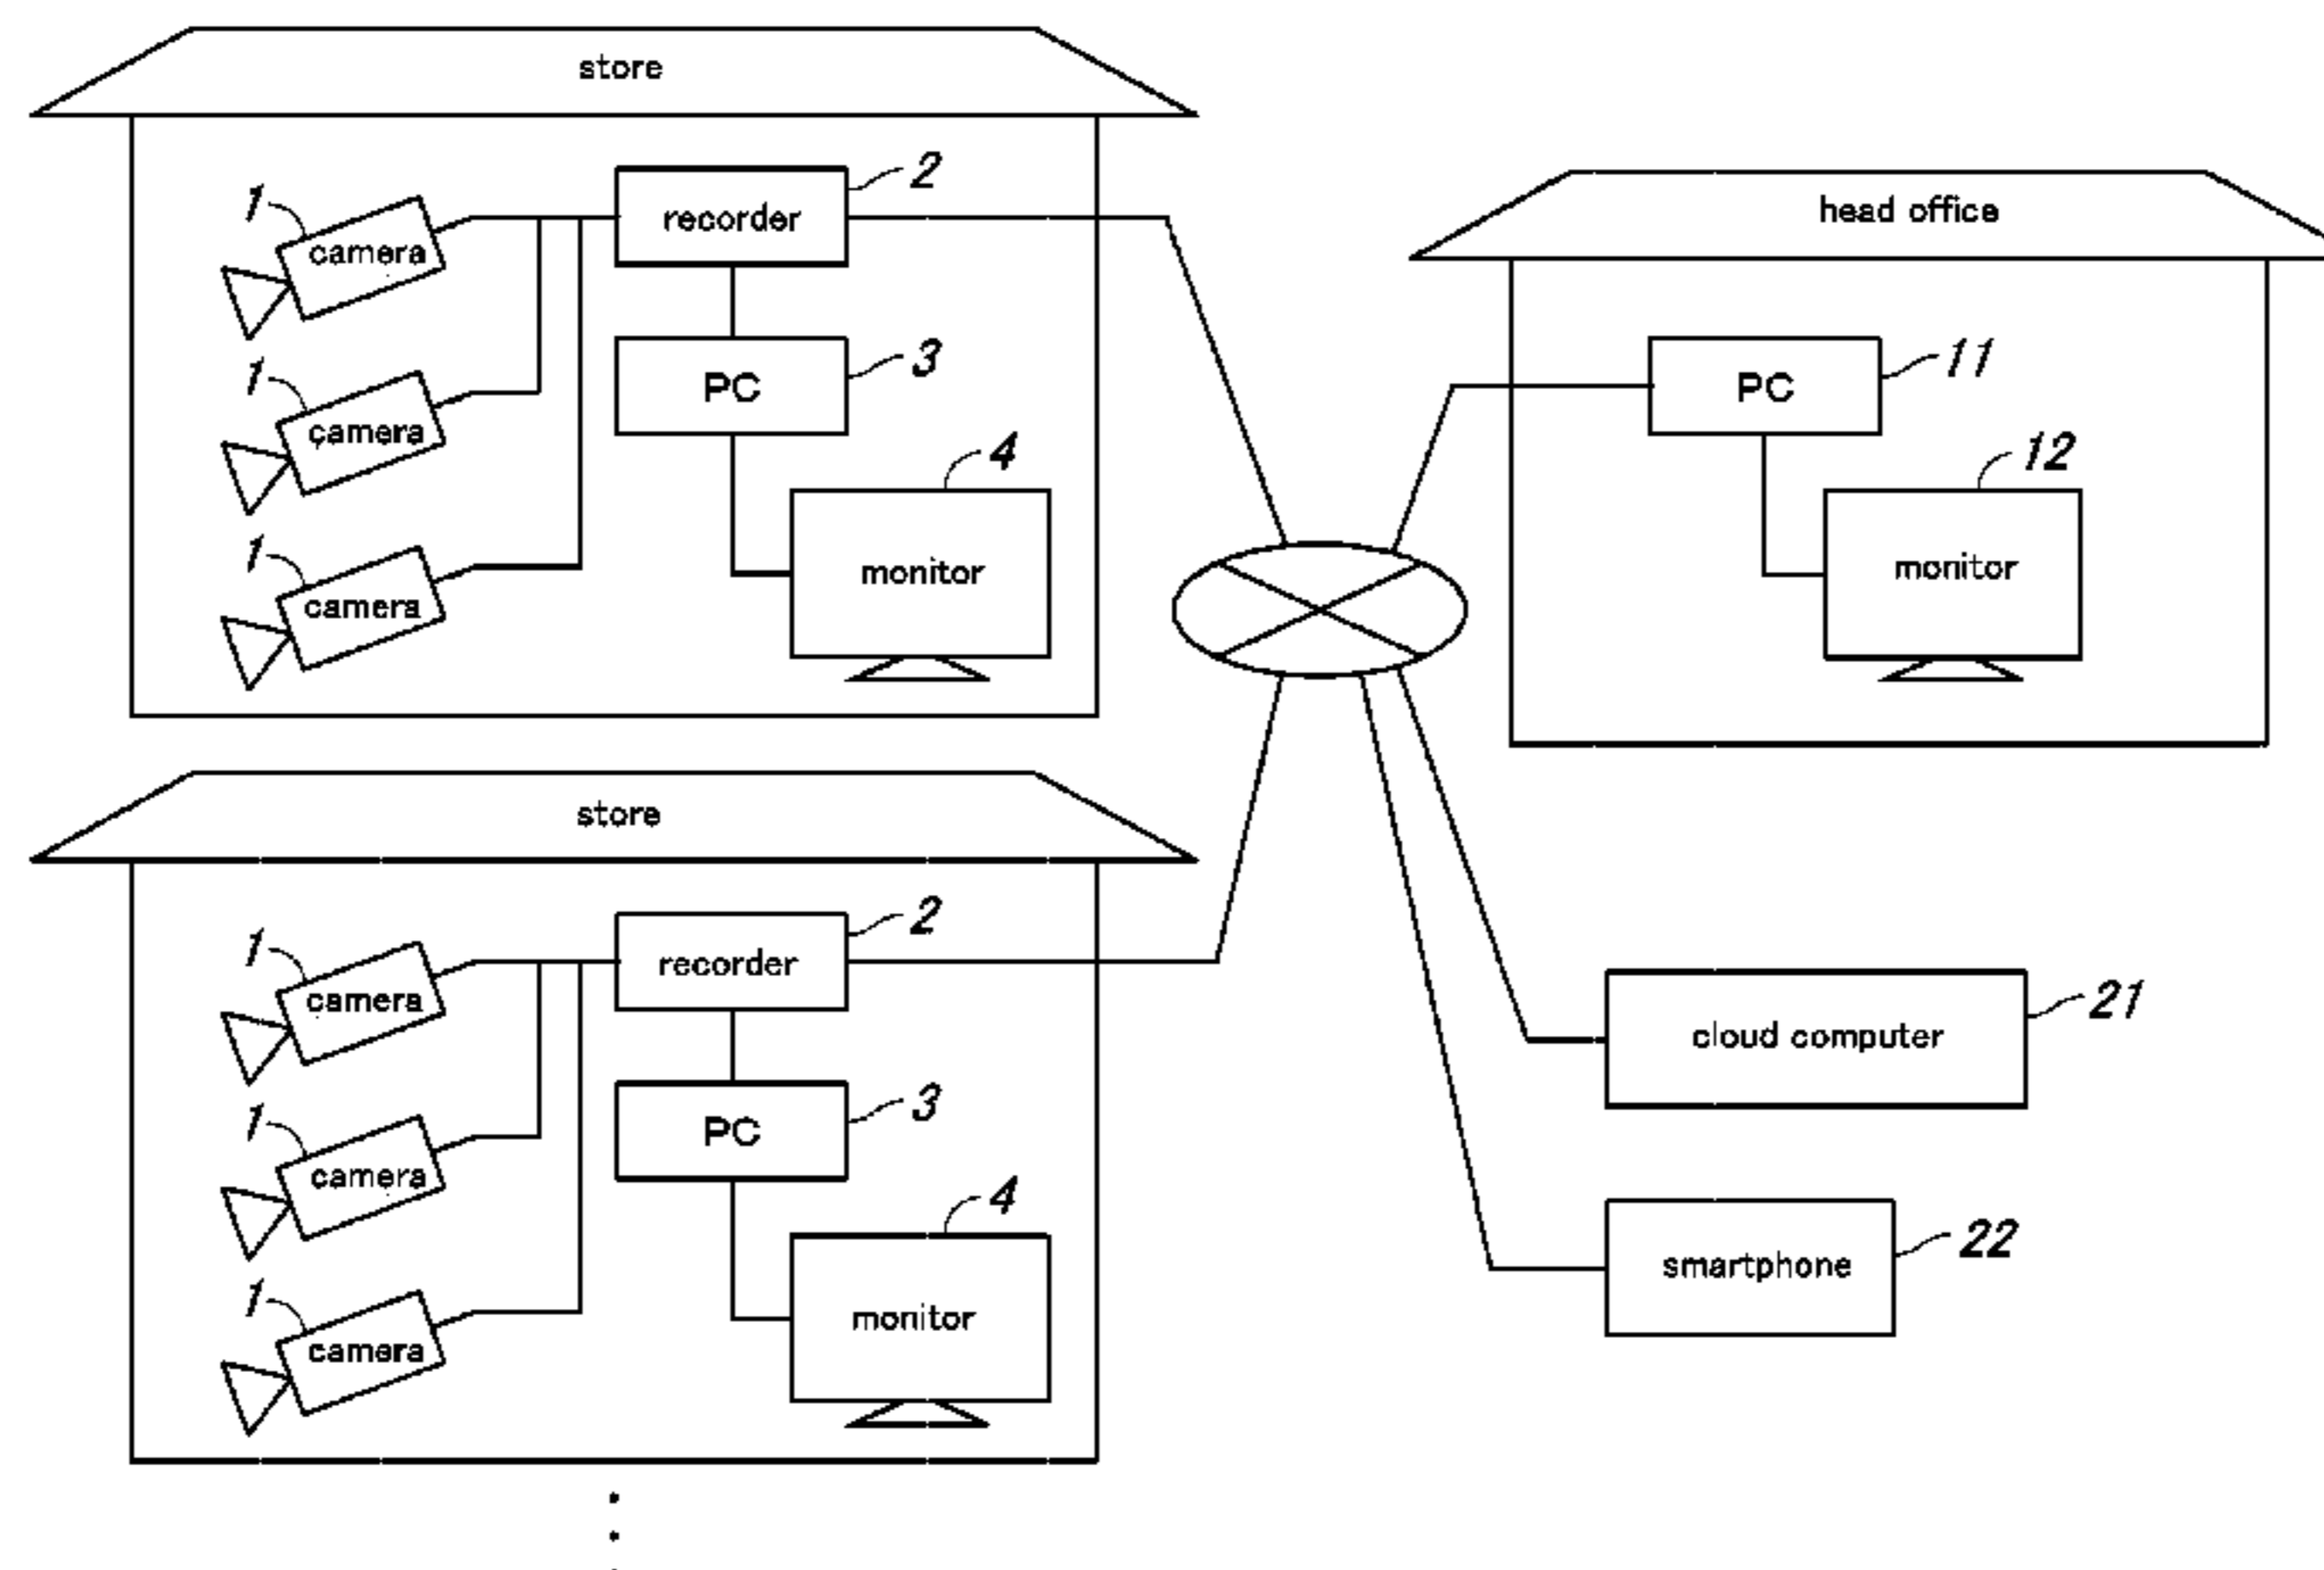 store
1
camera
2
recorder
1
camera
3
PC
1
camera
4
monitor
head office
11
PC
12
monitor
store
1
camera
2
recorder
1
camera
3
PC
1
camera
4
monitor
21
cloud computer
22
smartphone